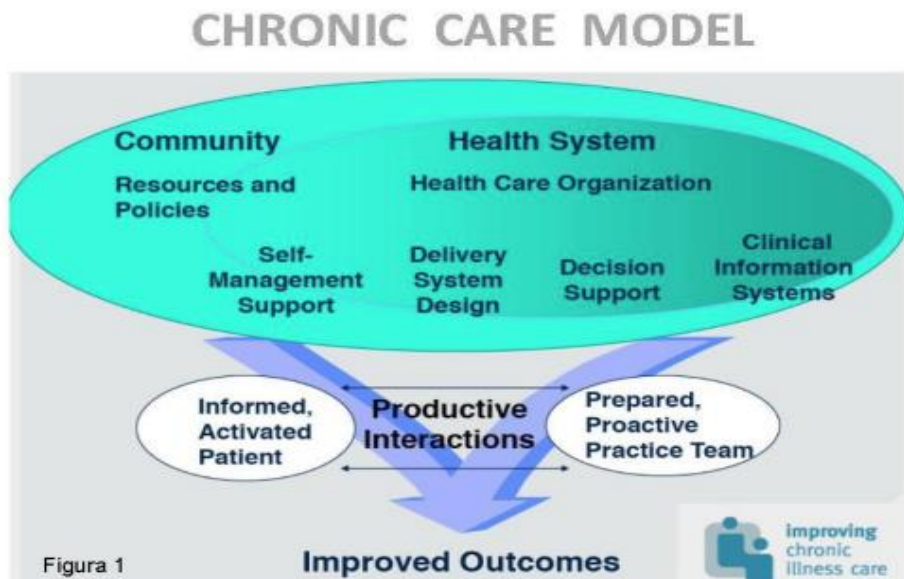 CHRONIC CARE MODEL
Community
Health System
Resources and
Policies
Health Care Organization
Self-
Management
Support
Delivery
System
Design
Decision
Support
Clinical
Information
Systems
Informed,
Activated
Patient
Productive
Interactions
Prepared,
Proactive
Practice Team
Figura 1
Improved Outcomes
improving
chronic
illness care